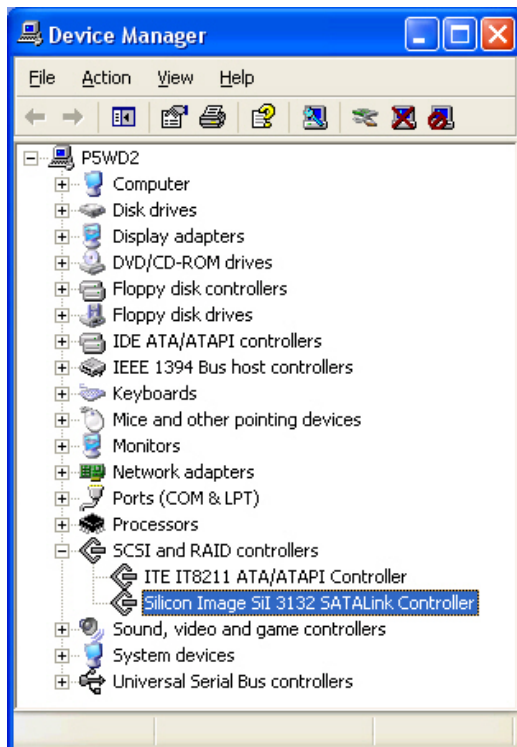 Device Manager
File Action View Help
P5WD2
Computer
Disk drives
Display adapters
DVD/CD-ROM drives
Floppy disk controllers
Floppy disk drives
IDE ATA/ATAPI controllers
IEEE 1394 Bus host controllers
Keyboards
Mice and other pointing devices
Monitors
Network adapters
Ports (COM & LPT)
Processors
SCSI and RAID controllers
ITE IT8211 ATA/ATAPI Controller
Silicon Image SiI 3132 SATALink Controller
Sound, video and game controllers
System devices
Universal Serial Bus controllers